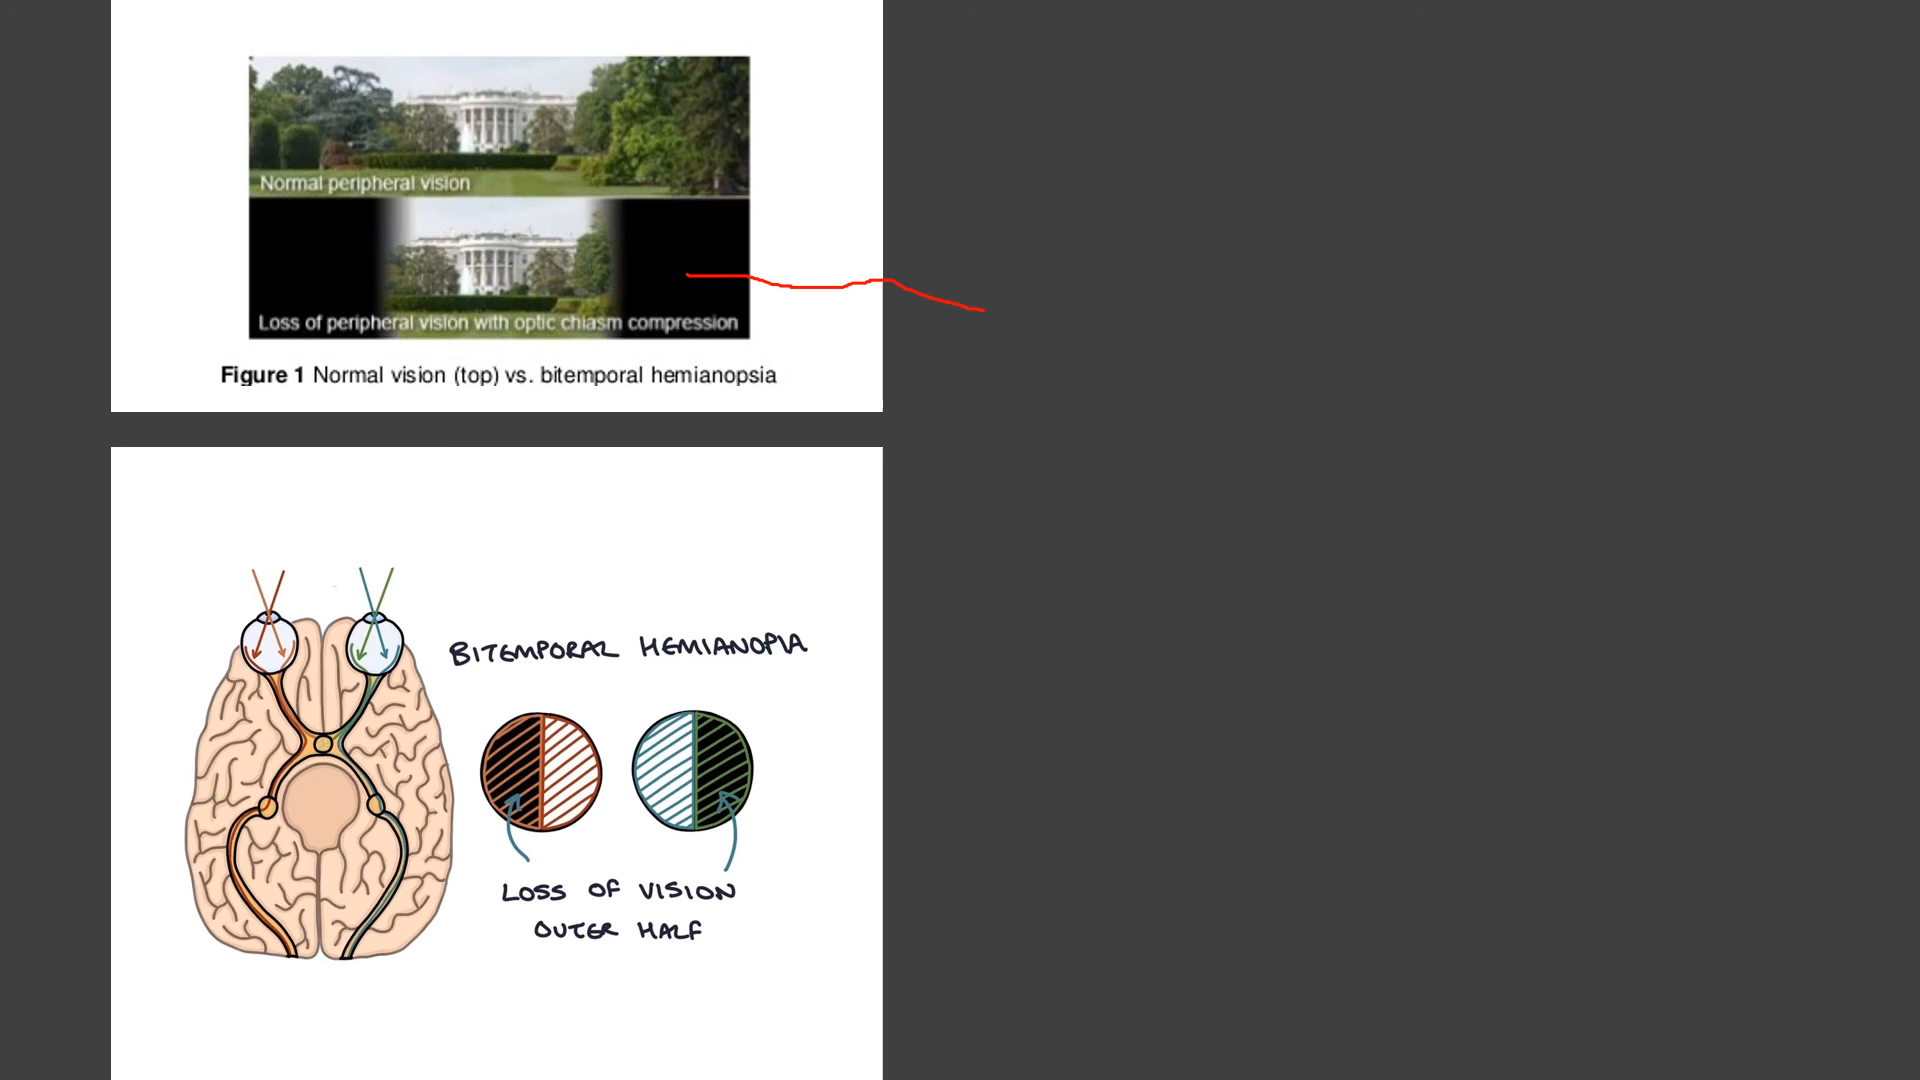 Normal peripheral vision
Loss of peripheral vision with optic chiasm compression
Figure 1 Normal vision (top) vs. bitemporal hemianopsia
BITEMPORAL HEMIANOPIA
LOSS OF VISION
OUTER HALF